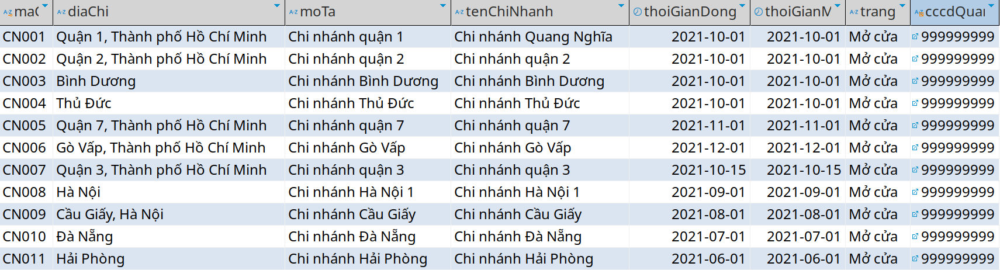 maC diaChi moTa tenChiNhanh thoiGianDong thoiGianM trang cccdQuar
CN001 Quận 1, Thành phố Hồ Chí Minh Chi nhánh quận 1 Chi nhánh Quang Nghĩa 2021-10-01 2021-10-01 Mở cửa 999999999
CN002 Quận 2, Thành phố Hồ Chí Minh Chi nhánh quận 2 Chi nhánh quận 2 2021-10-01 2021-10-01 Mở cửa 999999999
CN003 Bình Dương Chi nhánh Bình Dương Chi nhánh Bình Dương 2021-10-01 2021-10-01 Mở cửa 999999999
CN004 Thủ Đức Chi nhánh Thủ Đức Chi nhánh Thủ Đức 2021-10-01 2021-10-01 Mở cửa 999999999
CN005 Quận 7, Thành phố Hồ Chí Minh Chi nhánh quận 7 Chi nhánh quận 7 2021-11-01 2021-11-01 Mở cửa 999999999
CN006 Gò Vấp, Thành phố Hồ Chí Minh Chi nhánh Gò Vấp Chi nhánh Gò Vấp 2021-12-01 2021-12-01 Mở cửa 999999999
CN007 Quận 3, Thành phố Hồ Chí Minh Chi nhánh quận 3 Chi nhánh quận 3 2021-10-15 2021-10-15 Mở cửa 999999999
CN008 Hà Nội Chi nhánh Hà Nội 1 Chi nhánh Hà Nội 1 2021-09-01 2021-09-01 Mở cửa 999999999
CN009 Cầu Giấy, Hà Nội Chi nhánh Cầu Giấy Chi nhánh Cầu Giấy 2021-08-01 2021-08-01 Mở cửa 999999999
CN010 Đà Nẵng Chi nhánh Đà Nẵng Chi nhánh Đà Nẵng 2021-07-01 2021-07-01 Mở cửa 999999999
CN011 Hải Phòng Chi nhánh Hải Phòng Chi nhánh Hải Phòng 2021-06-01 2021-06-01 Mở cửa 999999999